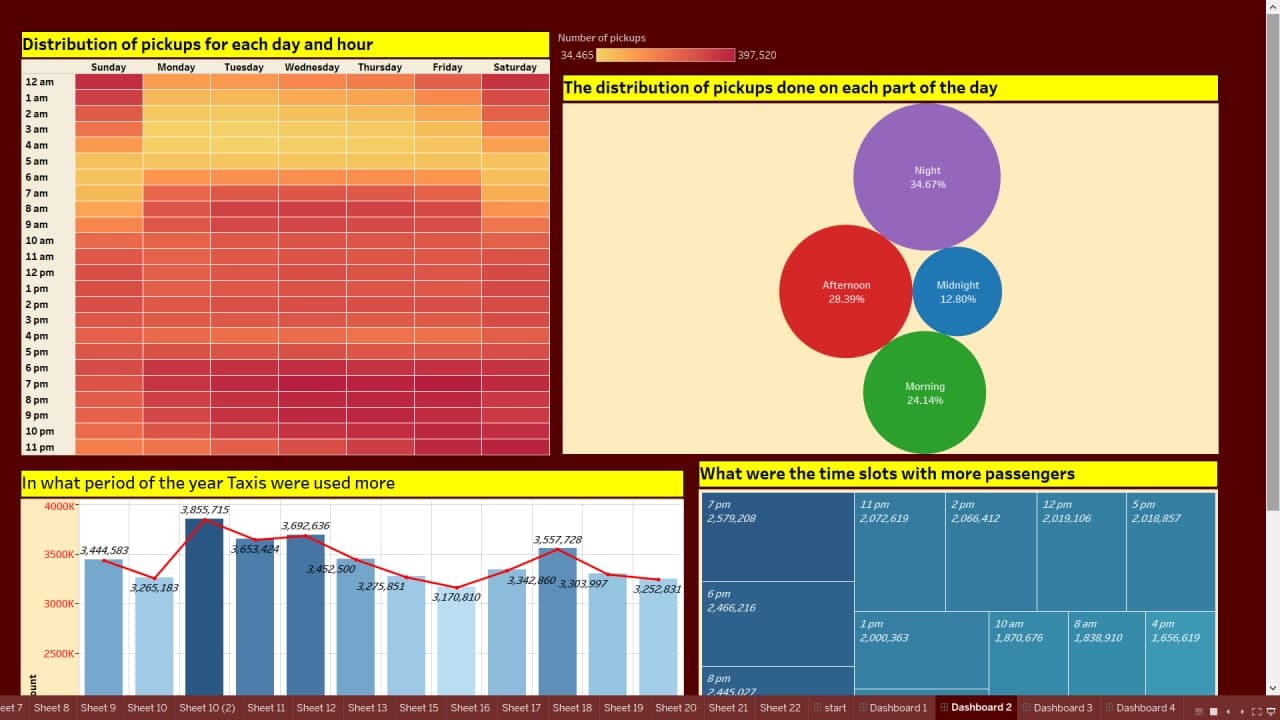 Distribution of pickups for each day and hour
Number of pickups
34,465 397,520
Sunday Monday Tuesday Wednesday Thursday Friday Saturday
12 am
1 am
2 am
3 am
4 am
5 am
6 am
7 am
8 am
9 am
10 am
11 am
12 pm
1 pm
2 pm
3 pm
4 pm
5 pm
6 pm
7 pm
8 pm
9 pm
10 pm
11 pm
The distribution of pickups done on each part of the day
Night
34.67%
Afternoon
28.39%
Midnight
12.80%
Morning
24.14%
In what period of the year Taxis were used more
4000K
3500K
3000K
2500K
3,444,583
3,265,183
3,855,715
3,653,424
3,692,636
3,452,500
3,275,851
3,170,810
3,342,860
3,557,728
3,303,997
3,252,831
What were the time slots with more passengers
7 pm
2,579,208
6 pm
2,466,216
8 pm
2,445,027
11 pm
2,072,619
2 pm
2,066,412
12 pm
2,019,106
5 pm
2,018,857
1 pm
2,000,363
10 am
1,870,676
8 am
1,838,910
4 pm
1,656,619
eet 7 Sheet 8 Sheet 9 Sheet 10 Sheet 10 (2) Sheet 11 Sheet 12 Sheet 13 Sheet 15 Sheet 16 Sheet 17 Sheet 18 Sheet 19 Sheet 20 Sheet 21 Sheet 22 start Dashboard 1 Dashboard 2 Dashboard 3 Dashboard 4